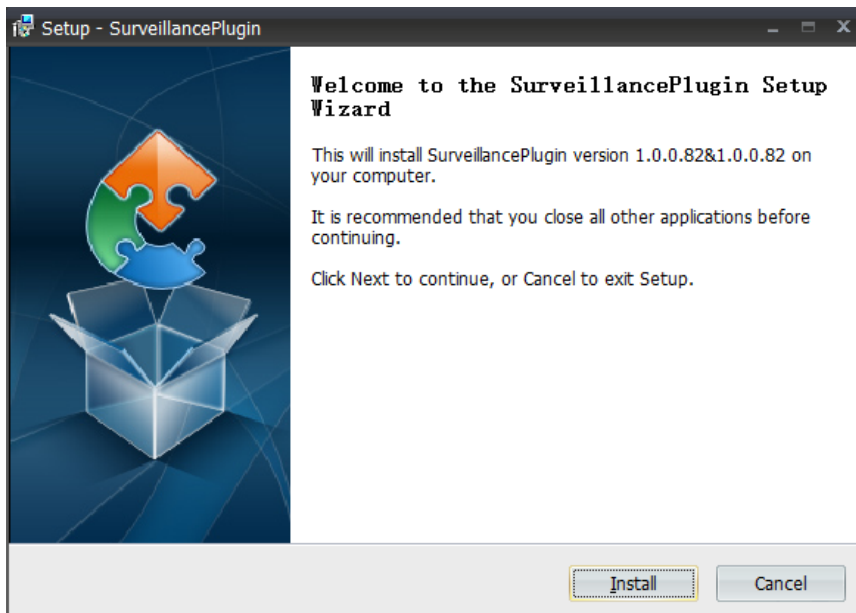 Setup - SurveillancePlugin
Welcome to the SurveillancePlugin Setup
Wizard
This will install SurveillancePlugin version 1.0.0.82&1.0.0.82 on
your computer.
It is recommended that you close all other applications before
continuing.
Click Next to continue, or Cancel to exit Setup.
Install
Cancel